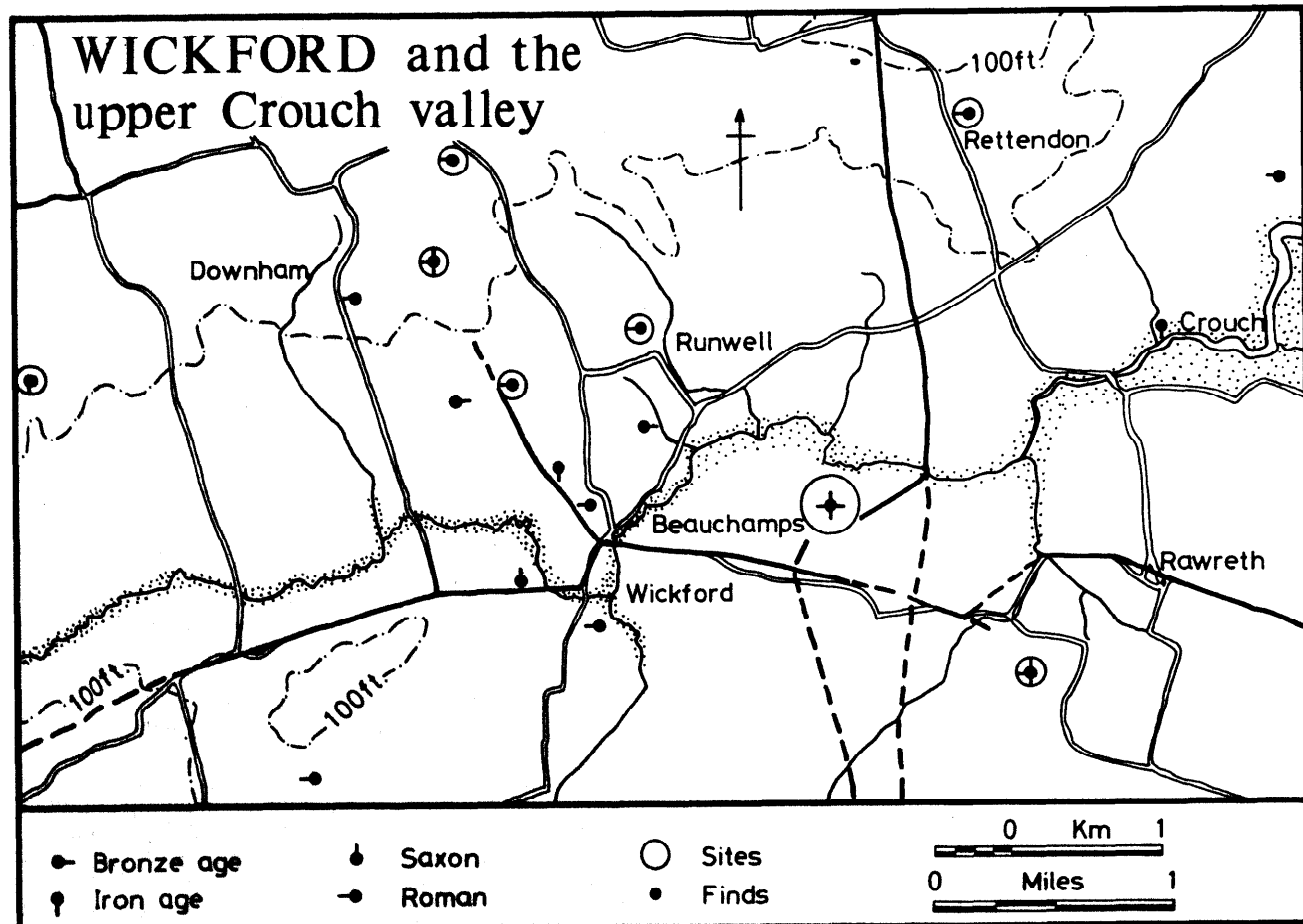 WICKFORD and the
upper Crouch valley
100ft
Rettendon
Downham
Crouch
Runwell
Beauchamps
Rawreth
Wickford
100ft
100ft
Bronze age
Saxon
Sites
0 Km 1
Iron age
Roman
Finds
0 Miles 1